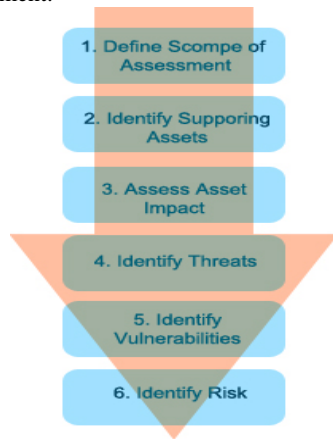 ment.
1. Define Scompe of
Assessment
2. Identify Supporing
Assets
3. Assess Asset
Impact
4. Identify Threats
5. Identify
Vulnerabilities
6. Identify Risk